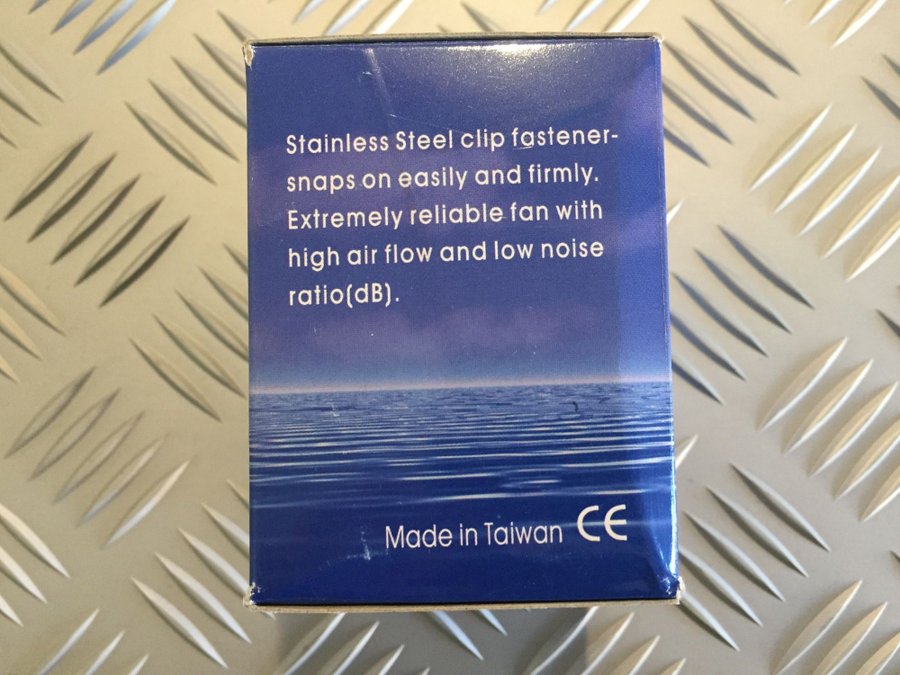 Stainless Steel clip fastener-
snaps on easily and firmly.
Extremely reliable fan with
high air flow and low noise
ratio(dB).
Made in Taiwan CE